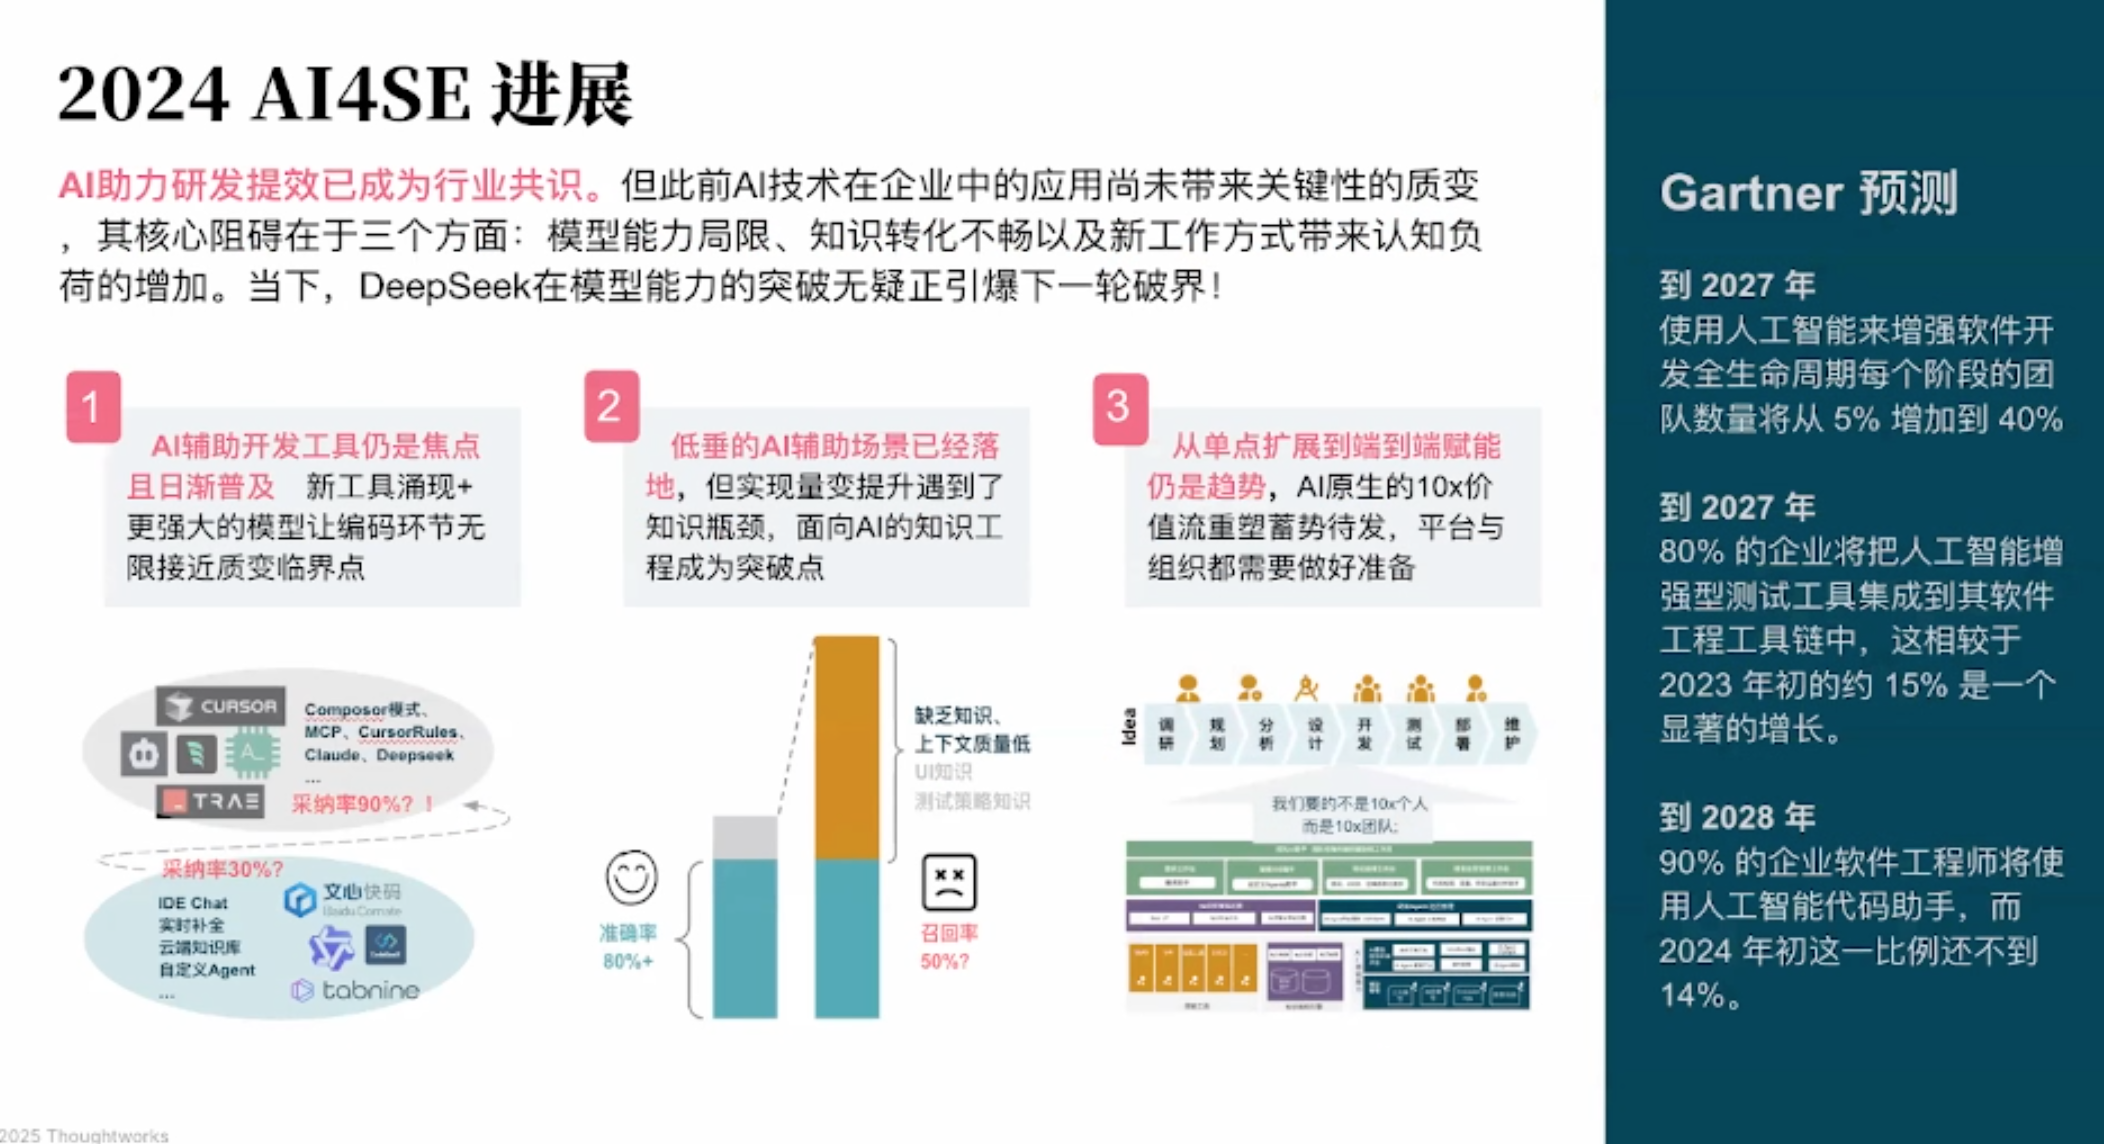 2024 AI4SE 进展
AI助力研发提效已成为行业共识。但此前AI技术在企业中的应用尚未带来关键性的质变
，其核心阻碍在于三个方面：模型能力局限、知识转化不畅以及新工作方式带来认知负
荷的增加。当下，DeepSeek在模型能力的突破无疑正引爆下一轮破界！
1
AI辅助开发工具仍是焦点
且日渐普及 新工具涌现+
更强大的模型让编码环节无
限接近质变临界点
CURSOR
TRAE
Composor模式、
MCP、CursorRules、
Claude、Deepseek
...
采纳率90%？！
采纳率30%?
IDE Chat
实时补全
云端知识库
自定义Agent
...
文心快码
Baidu Comate
tabnine
2
低垂的AI辅助场景已经落
地，但实现量变提升遇到了
知识瓶颈，面向AI的知识工
程成为突破点
准确率
80%+
缺乏知识、
上下文质量低
UI知识
测试策略知识
召回率
50%?
3
从单点扩展到端到端赋能
仍是趋势，AI原生的10x价
值流重塑蓄势待发，平台与
组织都需要做好准备
Idea
调研
规划
分析
设计
开发
测试
部署
维护
我们要的不是10x个人
而是10x团队;
Gartner 预测
到 2027 年
使用人工智能来增强软件开
发全生命周期每个阶段的团
队数量将从 5% 增加到 40%
到 2027 年
80% 的企业将把人工智能增
强型测试工具集成到其软件
工程工具链中，这相较于
2023 年初的约 15% 是一个
显著的增长。
到 2028 年
90% 的企业软件工程师将使
用人工智能代码助手，而
2024 年初这一比例还不到
14%。
2025 Thoughtworks